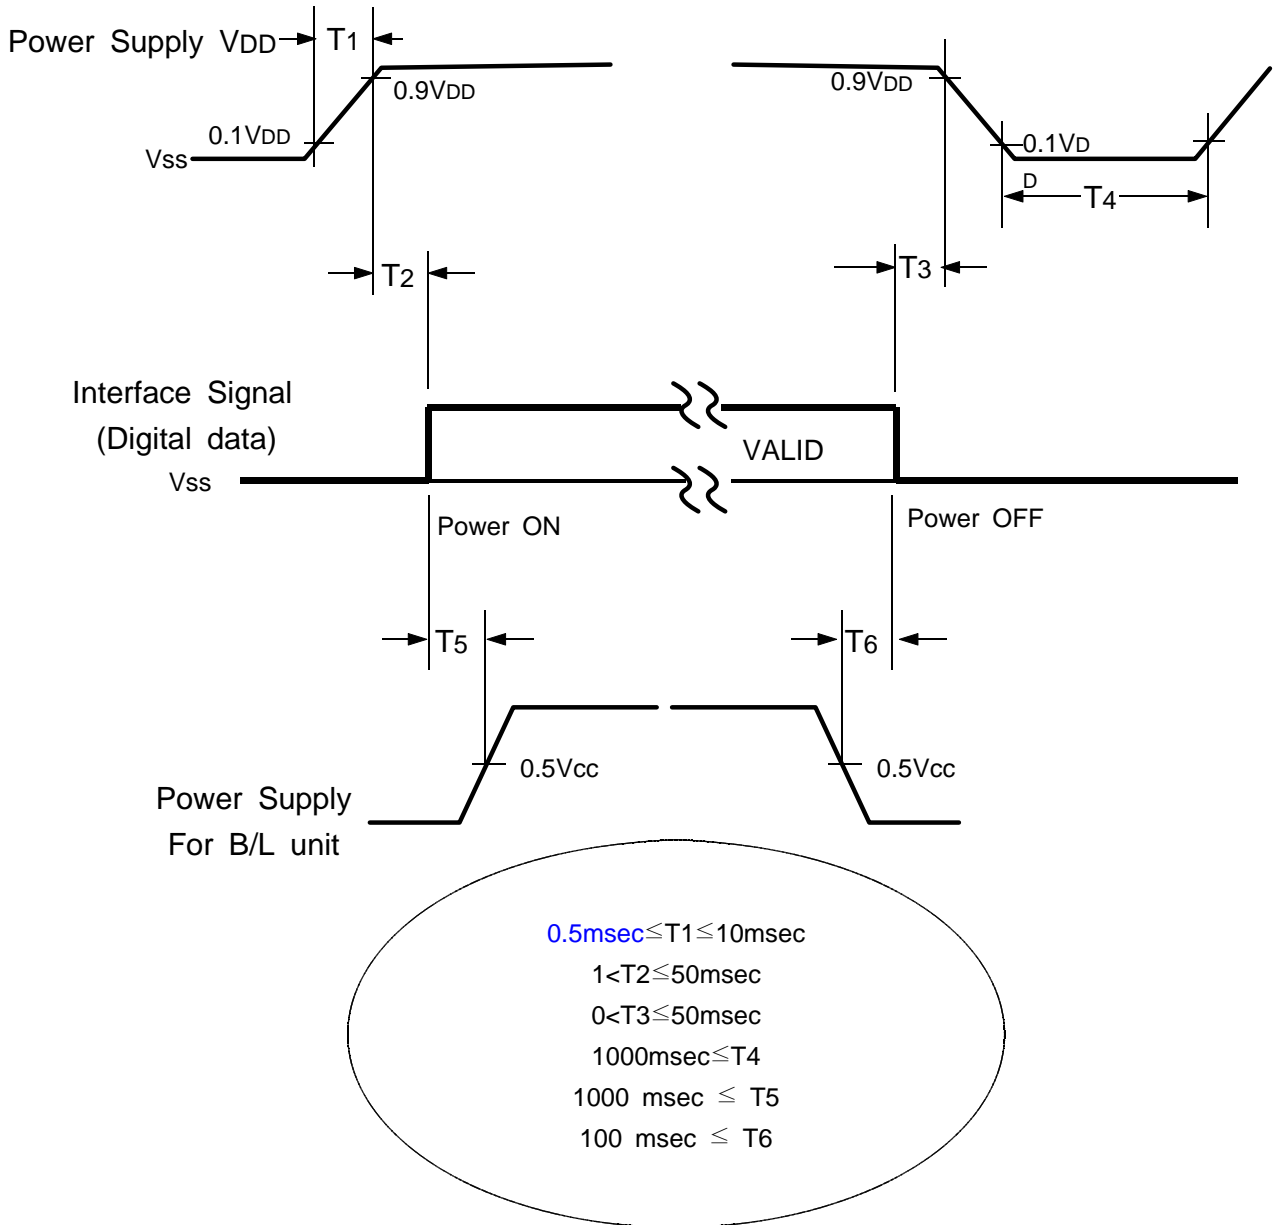 Power Supply VDD
T1
0.9VDD
0.9VDD
0.1VDD
0.1VD
D
Vss
T4
T2
T3
Interface Signal
(Digital data)
VALID
Vss
Power ON
Power OFF
T5
T6
0.5Vcc
0.5Vcc
Power Supply
For B/L unit
0.5msec≤T1≤10msec
1<T2≤50msec
0<T3≤50msec
1000msec≤T4
1000 msec ≤ T5
100 msec ≤ T6